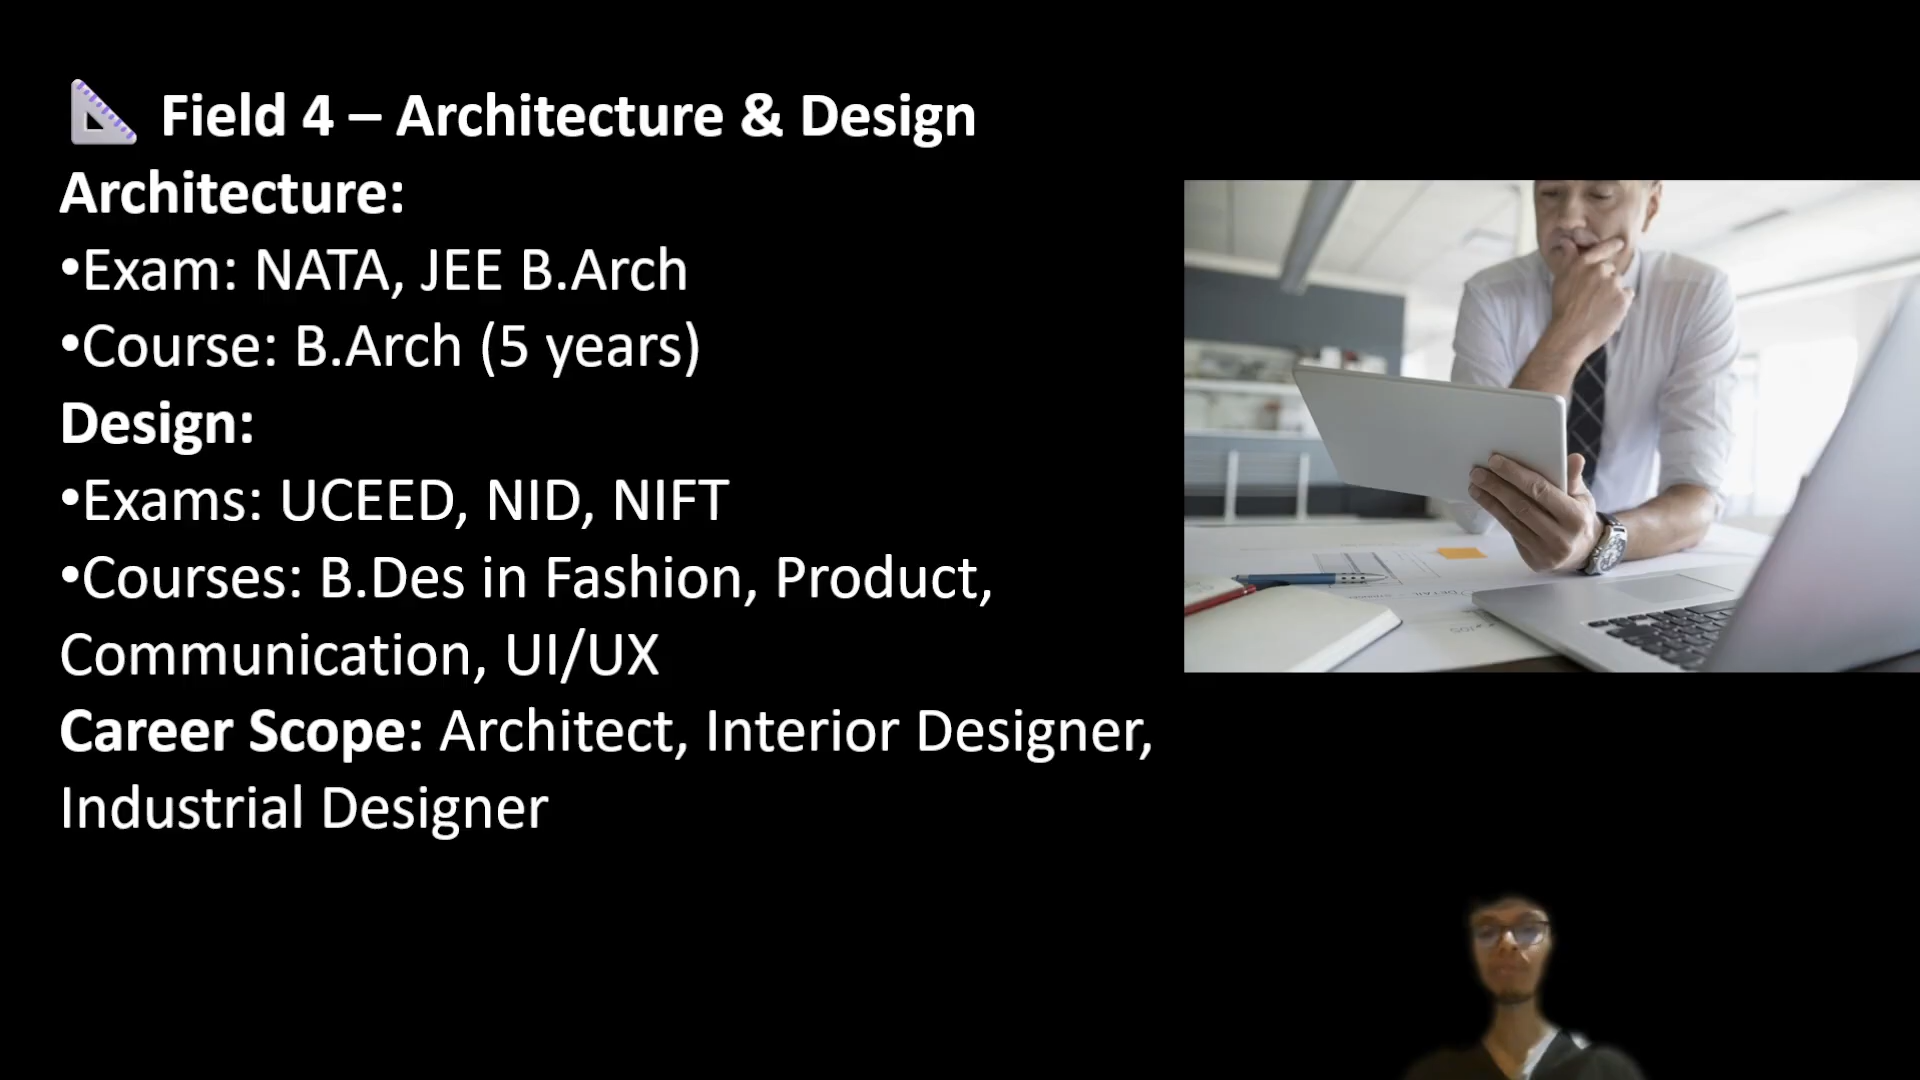 Field 4 – Architecture & Design
Architecture:
•Exam: NATA, JEE B.Arch
•Course: B.Arch (5 years)
Design:
•Exams: UCEED, NID, NIFT
•Courses: B.Des in Fashion, Product,
Communication, UI/UX
Career Scope: Architect, Interior Designer,
Industrial Designer